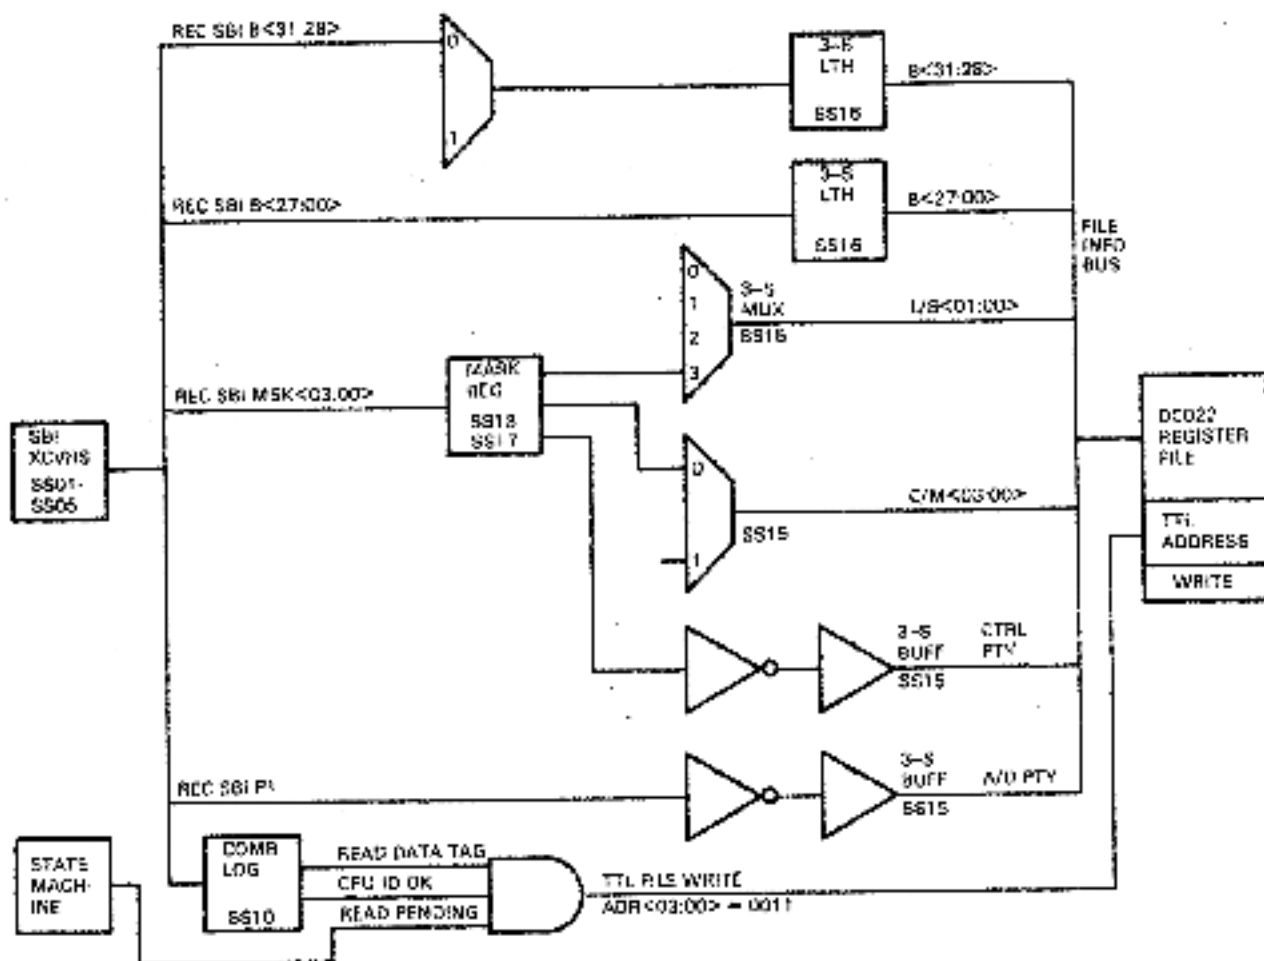 REC SBI B<31:28>
0
1
3-S
LTH
SS16
B<31:28>
REC SBI B<27:00>
3-S
LTH
SS16
B<27:00>
FILE
INFO
BUS
0
1
2
3
3-S
MUX
SS16
I/S<01:00>
REC SBI MSK<03:00>
MASK
REG
SS13
SS17
SBI
XCVRS
SS01-
SS05
0
1
SS15
C/M<03:00>
DC022
REGISTER
FILE
TTL
ADDRESS
WRITE
3-S
BUFF
SS15
CTRL
PTY
REC SBI P1
3-S
BUFF
SS15
A/D PTY
STATE
MACH-
INE
COMB
LOG
SS10
READ DATA TAG
CPU ID OK
READ PENDING
TTL FILE WRITE
ADR<03:00> = 0011